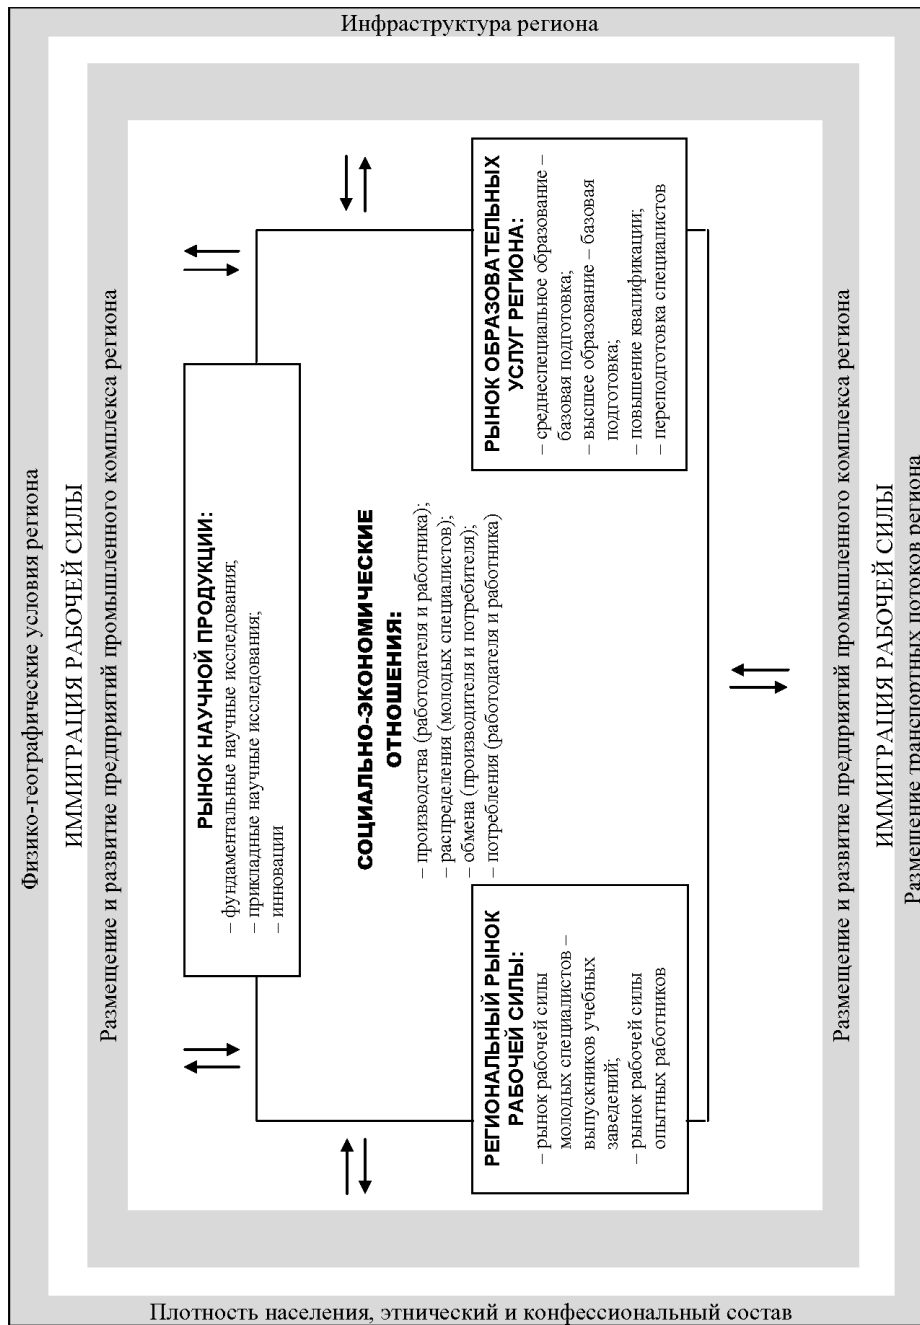 Инфраструктура региона
Физико-географические условия региона
ИММИГРАЦИЯ РАБОЧЕЙ СИЛЫ
Размещение и развитие предприятий промышленного комплекса региона
РЫНОК НАУЧНОЙ ПРОДУКЦИИ:
– фундаментальные научные исследования;
– прикладные научные исследования;
– инновации
СОЦИАЛЬНО-ЭКОНОМИЧЕСКИЕ
ОТНОШЕНИЯ:
– производства (работодателя и работника);
– распределения (молодых специалистов);
– обмена (производителя и потребителя);
– потребления (работодателя и работника)
РЕГИОНАЛЬНЫЙ РЫНОК
РАБОЧЕЙ СИЛЫ:
– рынок рабочей силы
молодых специалистов –
выпускников учебных
заведений;
– рынок рабочей силы
опытных работников
РЫНОК ОБРАЗОВАТЕЛЬНЫХ
УСЛУГ РЕГИОНА:
– среднеспециальное образование –
базовая подготовка;
– высшее образование – базовая
подготовка;
– повышение квалификации;
– переподготовка специалистов
Размещение и развитие предприятий промышленного комплекса региона
ИММИГРАЦИЯ РАБОЧЕЙ СИЛЫ
Размещение транспортных потоков региона
Плотность населения, этнический и конфессиональный состав